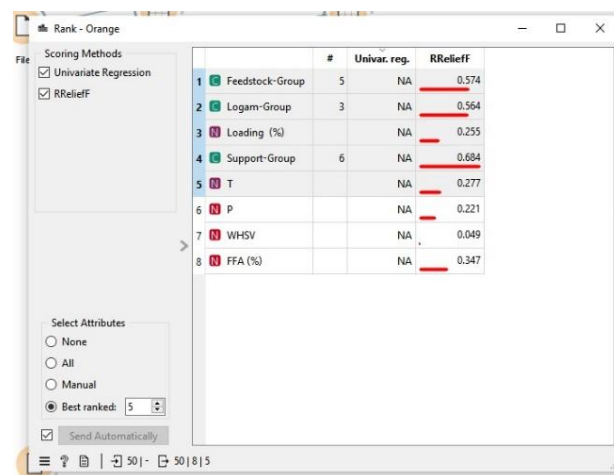 Rank - Orange
File
Scoring Methods
Univariate Regression
RReliefF
# Univar. reg. RReliefF
1 C Feedstock-Group 5 NA 0.574
2 C Logam-Group 3 NA 0.564
3 N Loading (%) NA 0.255
4 C Support-Group 6 NA 0.684
5 N T NA 0.277
6 N P NA 0.221
7 N WHSV NA 0.049
8 N FFA (%) NA 0.347
Select Attributes
None
All
Manual
Best ranked: 5
Send Automatically
? 50 | - 50 | 8 | 5